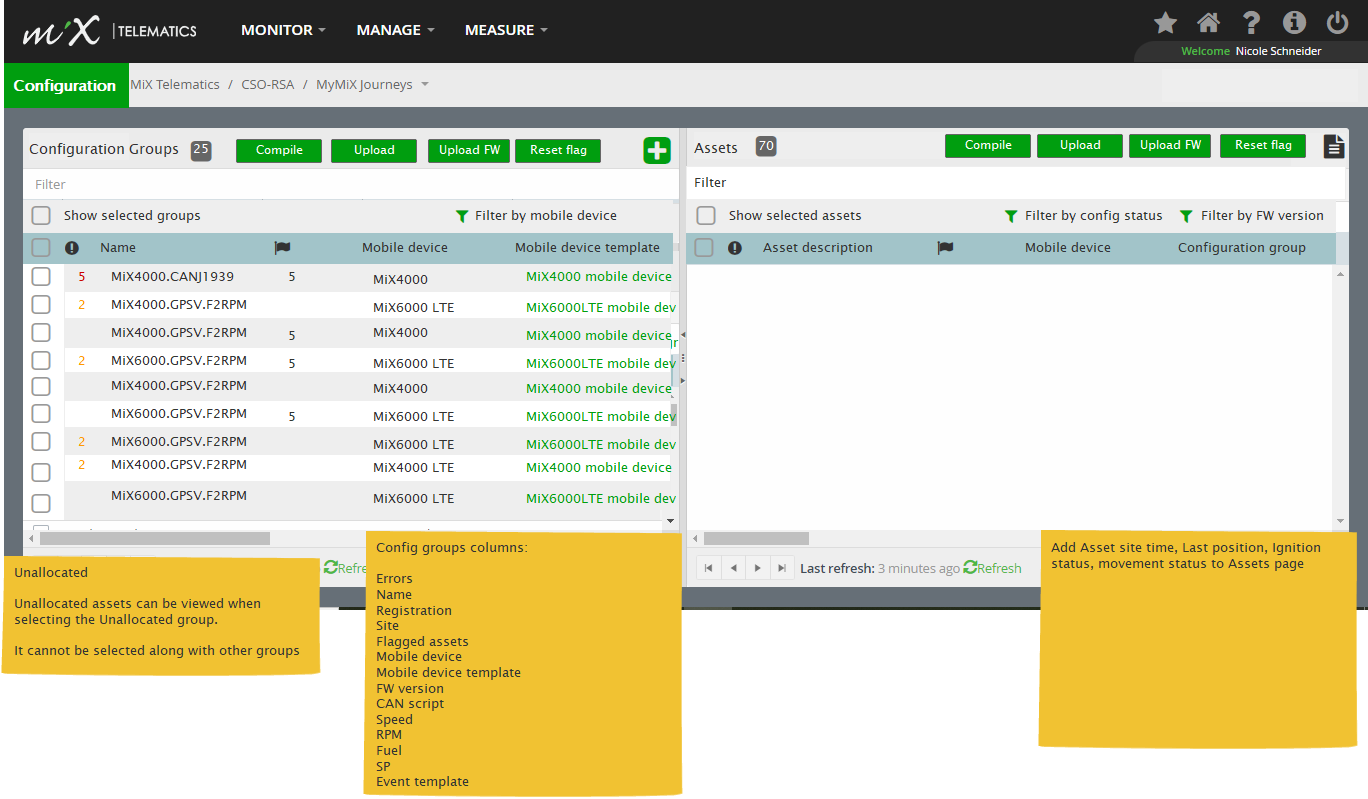 mix TELEMATICS MONITOR MANAGE MEASURE
Welcome Nicole Schneider
Configuration MiX Telematics / CSO-RSA / MyMiX Journeys
Configuration Groups 25 Compile Upload Upload FW Reset flag
Filter
Show selected groups Filter by mobile device
Name Mobile device Mobile device template
5 MiX4000.CANJ1939 5 MiX4000 MiX4000 mobile device
2 MiX4000.GPSV.F2RPM MiX6000 LTE MiX6000LTE mobile dev
MiX4000.GPSV.F2RPM 5 MiX4000 MiX4000 mobile device
2 MiX6000.GPSV.F2RPM 5 MiX6000 LTE MiX6000LTE mobile dev
MiX4000.GPSV.F2RPM MiX4000 MiX4000 mobile device
MiX6000.GPSV.F2RPM 5 MiX6000 LTE MiX6000LTE mobile dev
2 MiX6000.GPSV.F2RPM MiX6000 LTE MiX6000LTE mobile dev
2 MiX4000.GPSV.F2RPM MiX4000 LTE MiX4000 mobile device
MiX6000.GPSV.F2RPM MiX6000 LTE MiX6000LTE mobile dev
Assets 70 Compile Upload Upload FW Reset flag
Filter
Show selected assets Filter by config status Filter by FW version
Asset description Mobile device Configuration group
Last refresh: 3 minutes ago Refresh
Unallocated
Unallocated assets can be viewed when
selecting the Unallocated group.
It cannot be selected along with other groups
Refre
Config groups columns:
Errors
Name
Registration
Site
Flagged assets
Mobile device
Mobile device template
FW version
CAN script
Speed
RPM
Fuel
SP
Event template
Add Asset site time, Last position, Ignition
status, movement status to Assets page